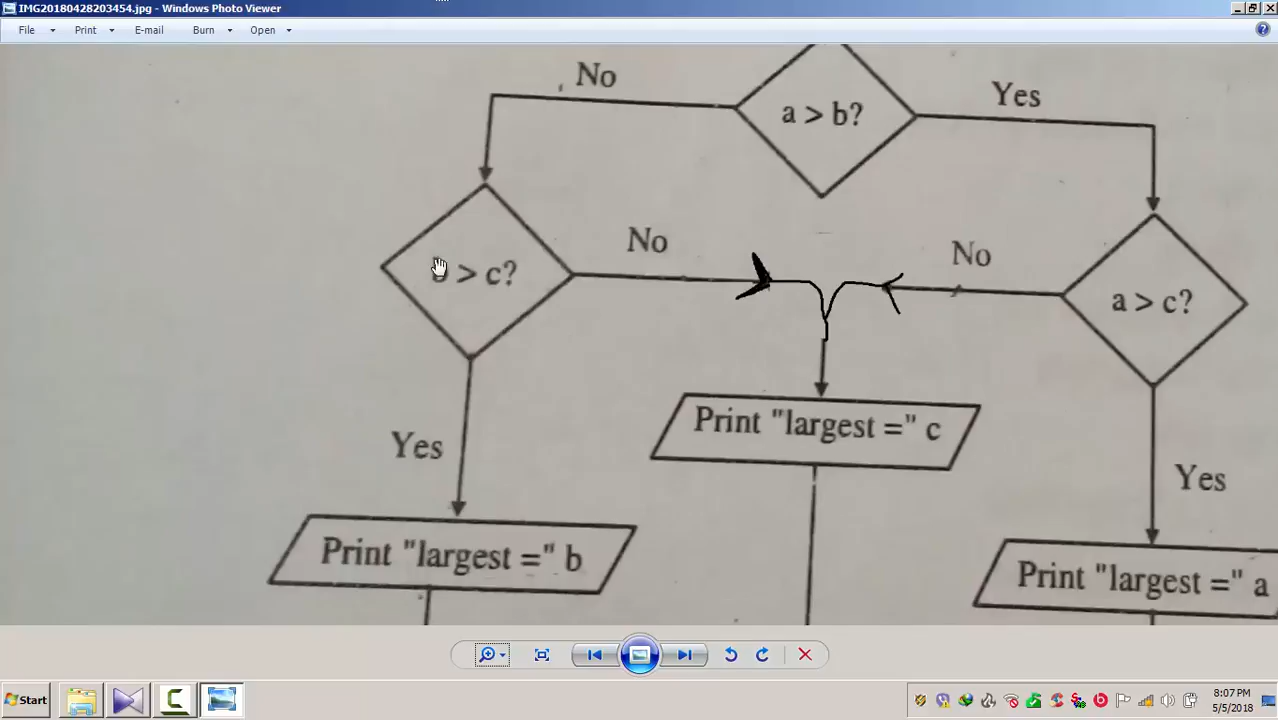 IMG20180428203454.jpg - Windows Photo Viewer
File Print E-mail Burn Open
No
a > b?
Yes
> c?
No
No
a > c?
Print "largest =" c
Yes
Yes
Print "largest =" b
Print "largest =" a
Start
8:07 PM
5/5/2018